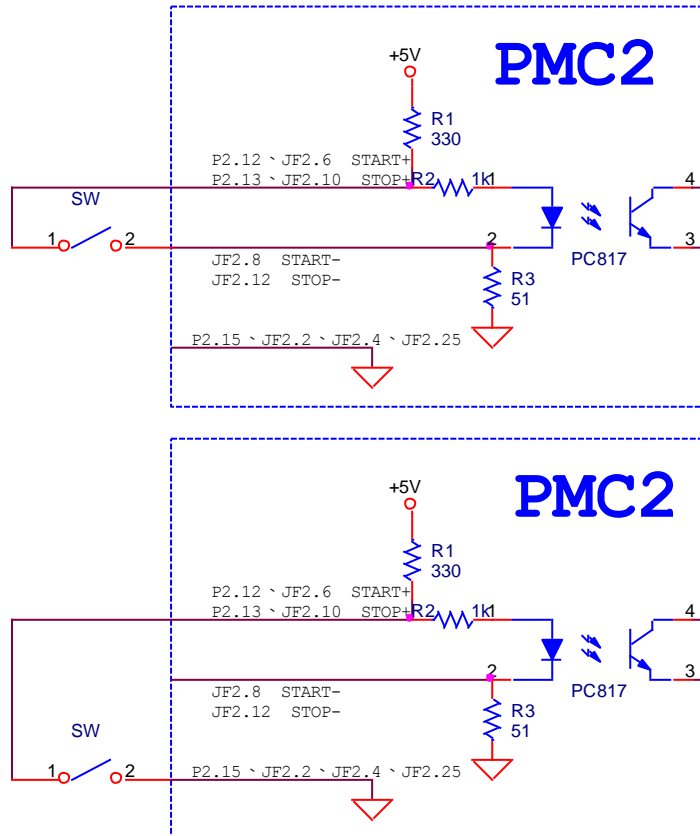 PMC2
+5V
R1
330
P2.12、JF2.6 START+
P2.13、JF2.10 STOP+
R2 1k
1
4
SW
1 2
2
3
JF2.8 START-
JF2.12 STOP-
PC817
R3
51
P2.15、JF2.2、JF2.4、JF2.25
PMC2
+5V
R1
330
P2.12、JF2.6 START+
P2.13、JF2.10 STOP+
R2 1k
1
4
2
3
JF2.8 START-
JF2.12 STOP-
PC817
R3
51
SW
1 2
P2.15、JF2.2、JF2.4、JF2.25